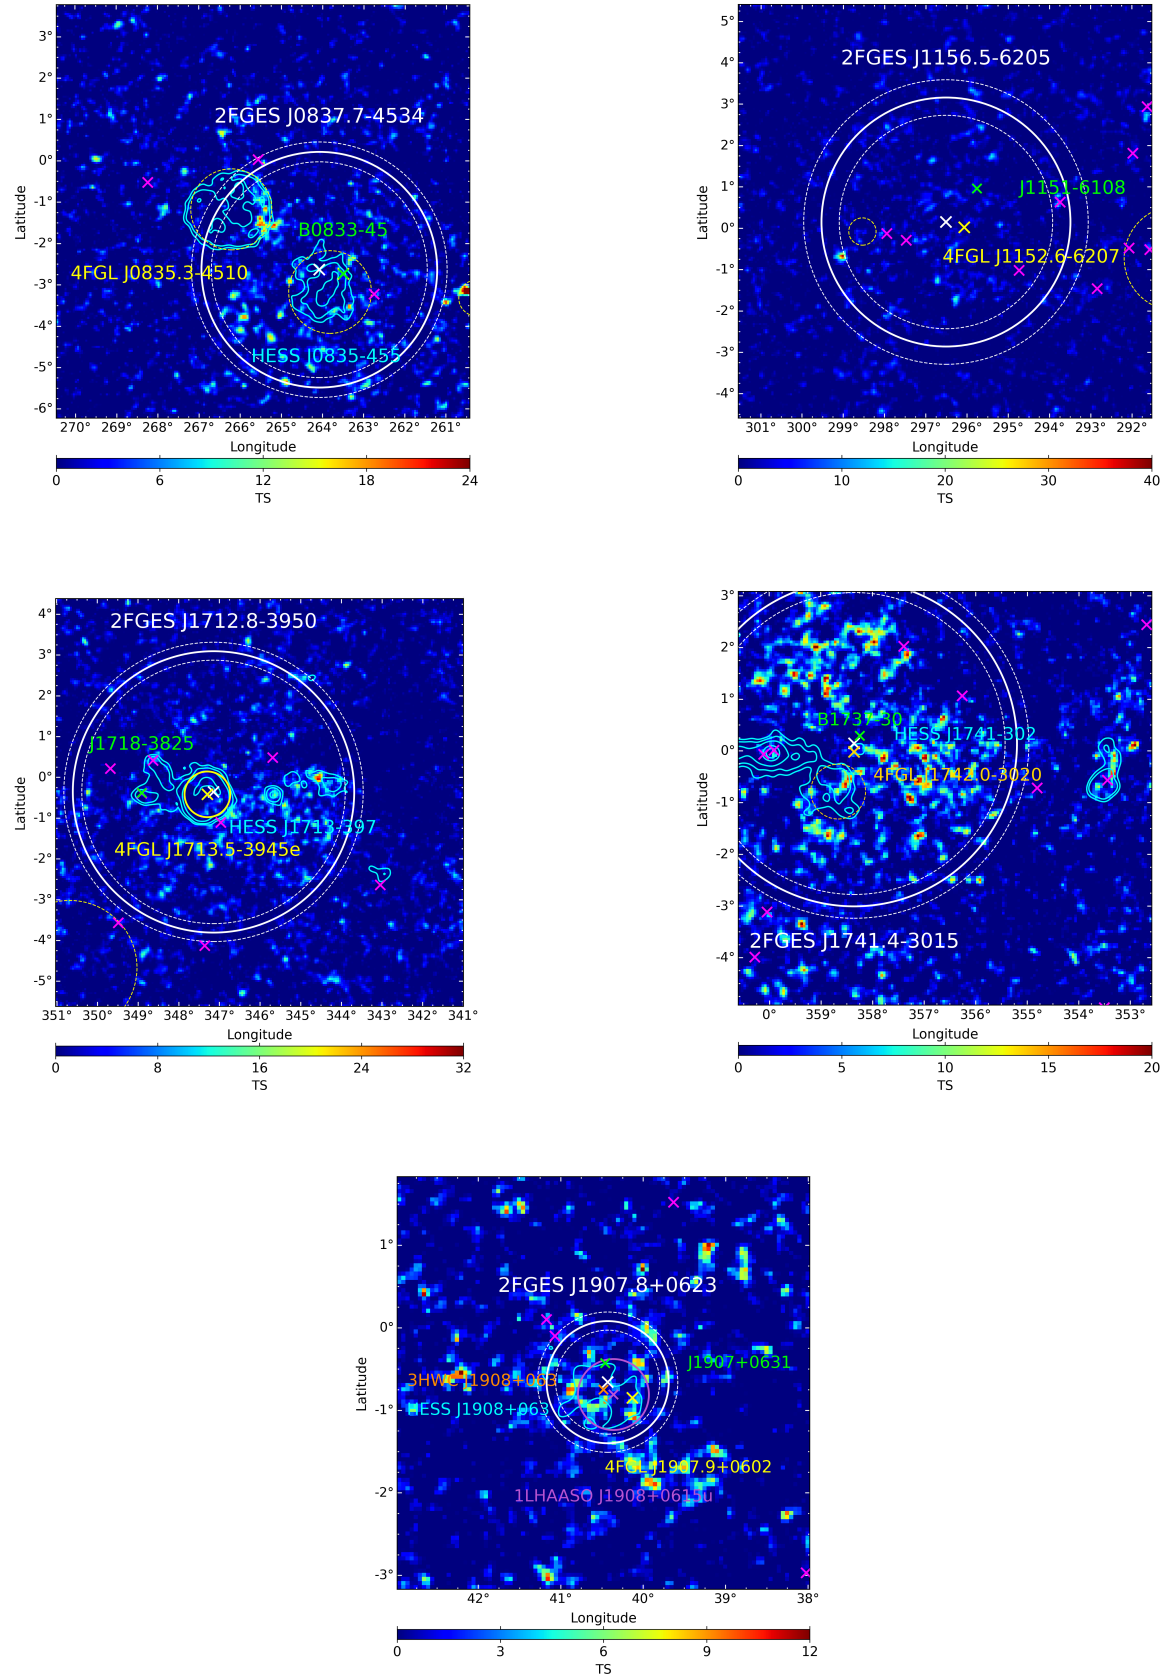 2FGES J0837.7-4534
B0833-45
4FGL J0835.3-4510
HESS J0835-455
3°
2°
1°
0°
-1°
-2°
-3°
-4°
-5°
-6°
Latitude
270° 269° 268° 267° 266° 265° 264° 263° 262° 261°
Longitude
0 6 12 18 24
TS
2FGES J1156.5-6205
J1151-6108
4FGL J1152.6-6207
5°
4°
3°
2°
1°
0°
-1°
-2°
-3°
-4°
Latitude
301° 300° 299° 298° 297° 296° 295° 294° 293° 292°
Longitude
0 10 20 30 40
TS
2FGES J1712.8-3950
J1718-3825
HESS J1713-397
4FGL J1713.5-3945e
4°
3°
2°
1°
0°
-1°
-2°
-3°
-4°
-5°
Latitude
351° 350° 349° 348° 347° 346° 345° 344° 343° 342° 341°
Longitude
0 8 16 24 32
TS
B1737-30
HESS J1741-302
4FGL J1742.0-3020
2FGES J1741.4-3015
3°
2°
1°
0°
-1°
-2°
-3°
-4°
Latitude
0° 359° 358° 357° 356° 355° 354° 353°
Longitude
0 5 10 15 20
TS
2FGES J1907.8+0623
J1907+0631
3HWC J1908+063
HESS J1908+063
4FGL J1907.9+0602
1LHAASO J1908+0615u
1°
0°
-1°
-2°
-3°
Latitude
42° 41° 40° 39° 38°
Longitude
0 3 6 9 12
TS